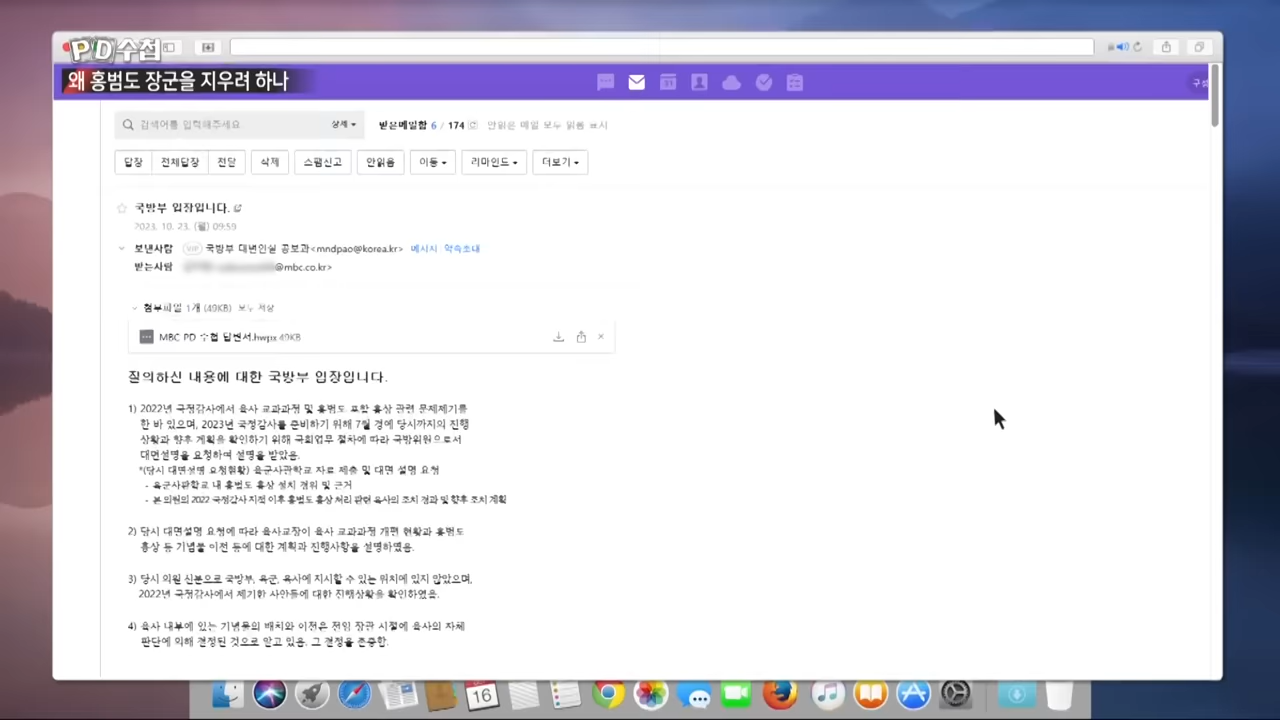 PD수첩
왜 홍범도 장군을 지우려 하나
구성
검색어를 입력해주세요
상세
받은메일함 6 / 174 안읽은 메일 모두 읽음 표시
답장 전체답장 전달 삭제 스팸신고 안읽음 이동 리마인드 더보기
국방부 입장입니다.
2023. 10. 23. (월) 09:59
보낸사람 VIP 국방부 대변인실 공보과<mndpao@korea.kr> 메시지 약속초대
받는사람 @mbc.co.kr>
첨부파일 1개 (49KB) 모두 저장
MBC PD 수첩 답변서.hwpx 49KB
질의하신 내용에 대한 국방부 입장입니다.
1) 2022년 국정감사에서 육사 교과과정 및 홍범도 포함 흉상 관련 문제제기를
한 바 있으며, 2023년 국정감사를 준비하기 위해 7월 경에 당시까지의 진행
상황과 향후 계획을 확인하기 위해 국회업무 절차에 따라 국방위원으로서
대면설명을 요청하여 설명을 받았음.
*(당시 대면설명 요청현황) 육군사관학교 자료 제출 및 대면 설명 요청
- 육군사관학교 내 홍범도 흉상 설치 경위 및 근거
- 본 의원의 2022 국정감사 지적 이후 홍범도 흉상 처리 관련 육사의 조치 경과 및 향후 조치 계획
2) 당시 대면설명 요청에 따라 육사교장이 육사 교과과정 개편 현황과 홍범도
흉상 등 기념물 이전 등에 대한 계획과 진행사항을 설명하였음.
3) 당시 의원 신분으로 국방부, 육군, 육사에 지시할 수 있는 위치에 있지 않았으며,
2022년 국정감사에서 제기한 사안들에 대한 진행상황을 확인하였음.
4) 육사 내부에 있는 기념물의 배치와 이전은 전임 장관 시절에 육사의 자체
판단에 의해 결정된 것으로 알고 있음. 그 결정을 존중함.
16